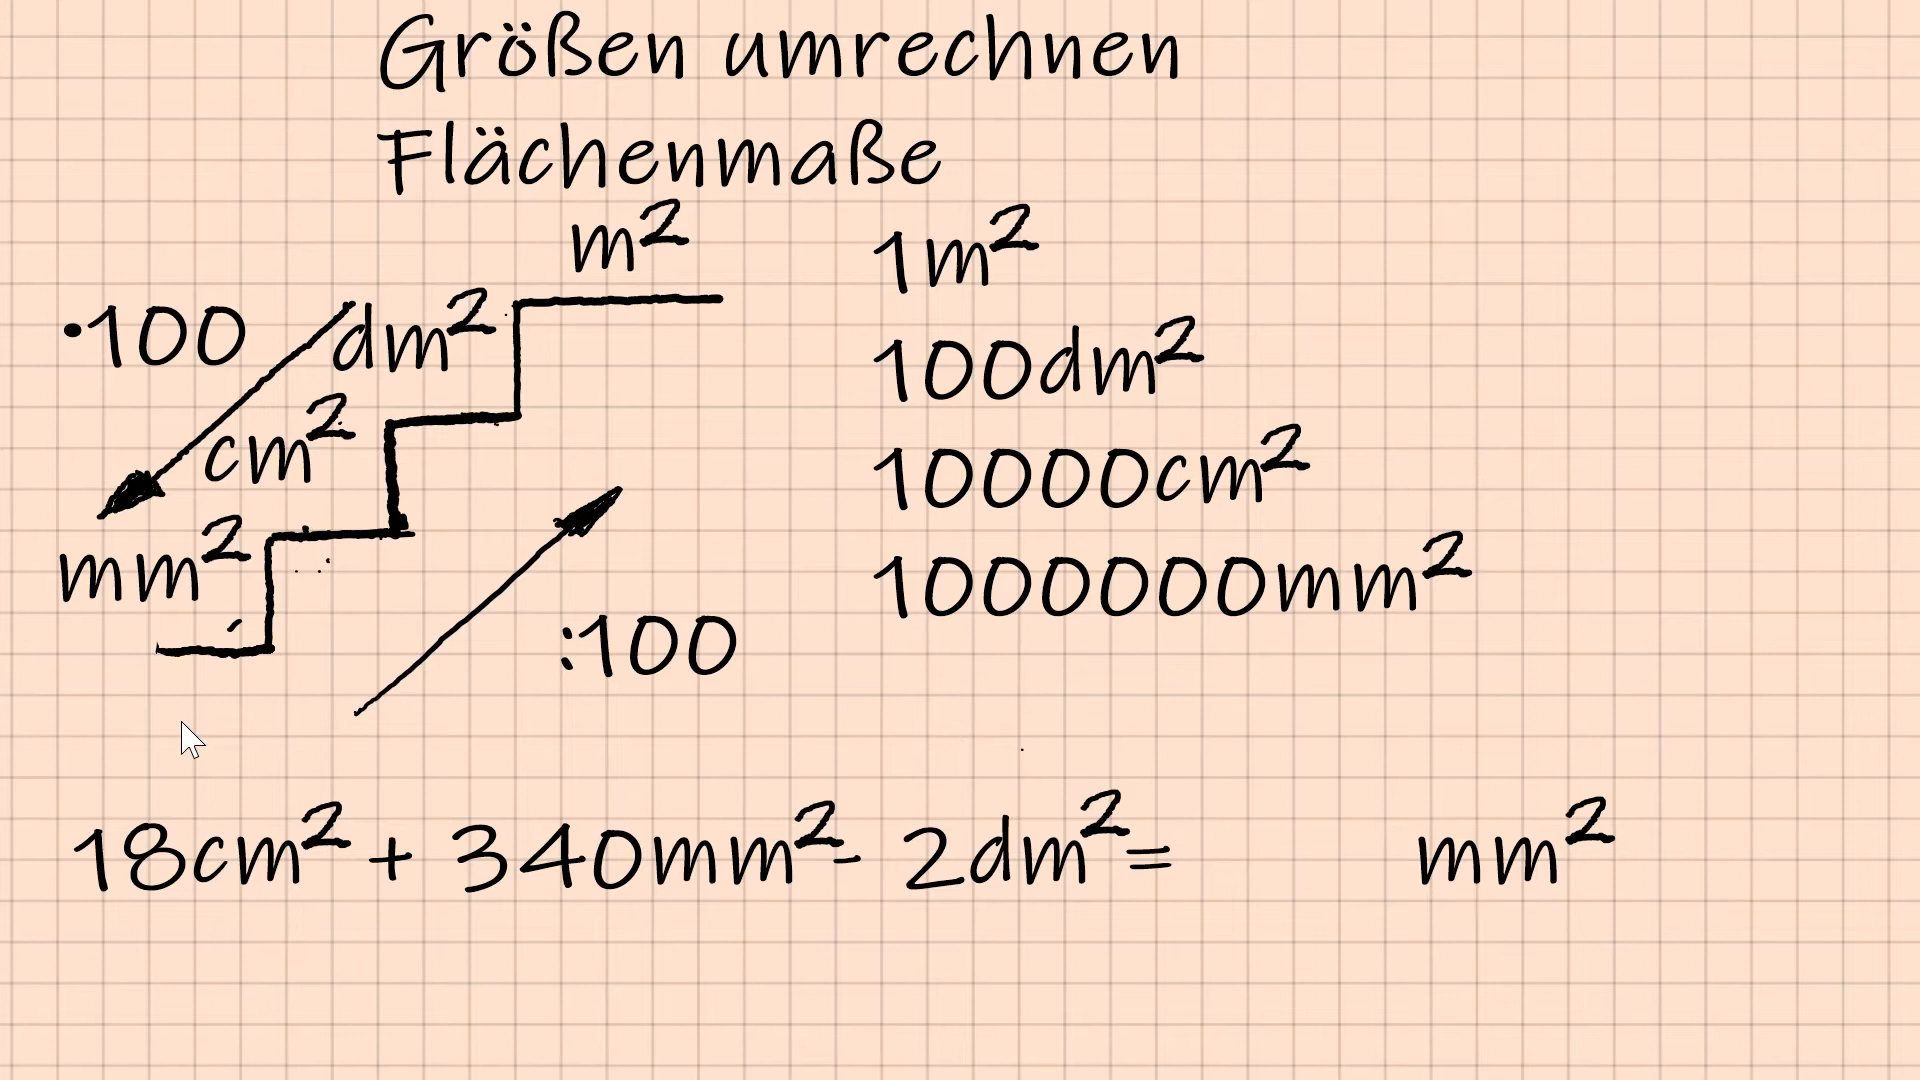 Größen umrechnen
Flächenmaße
m²
1m²
·100
dm²
100dm²
cm²
10000cm²
mm²
1000000mm²
:100
18cm² + 340mm² - 2dm² = mm²